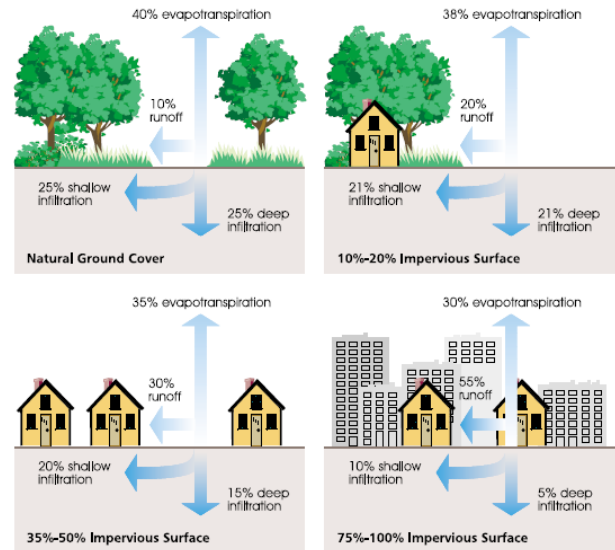 40% evapotranspiration
10%
runoff
25% shallow
infiltration
25% deep
infiltration
Natural Ground Cover
38% evapotranspiration
20%
runoff
21% shallow
infiltration
21% deep
infiltration
10%-20% Impervious Surface
35% evapotranspiration
30%
runoff
20% shallow
infiltration
15% deep
infiltration
35%-50% Impervious Surface
30% evapotranspiration
55%
runoff
10% shallow
infiltration
5% deep
infiltration
75%-100% Impervious Surface